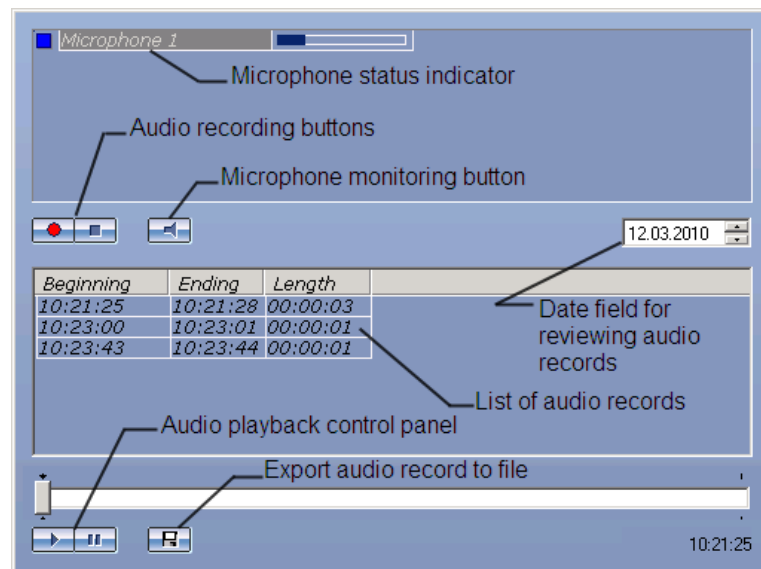 Microphone 1
Microphone status indicator
Audio recording buttons
Microphone monitoring button
12.03.2010
Beginning Ending Length
10:21:25 10:21:28 00:00:03
10:23:00 10:23:01 00:00:01
10:23:43 10:23:44 00:00:01
Date field for
reviewing audio
records
List of audio records
Audio playback control panel
Export audio record to file
10:21:25